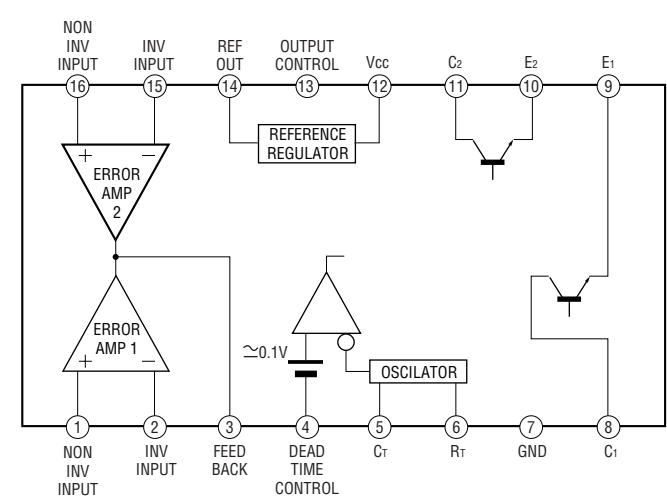 NON
INV
INPUT
INV
INPUT
REF
OUT
OUTPUT
CONTROL
Vcc
C2
E2
E1
16
15
14
13
12
11
10
9
+
−
ERROR
AMP
2
REFERENCE
REGULATOR
ERROR
AMP 1
+
−
≃0.1V
OSCILATOR
1
2
3
4
5
6
7
8
NON
INV
INPUT
INV
INPUT
FEED
BACK
DEAD
TIME
CONTROL
CT
RT
GND
C1